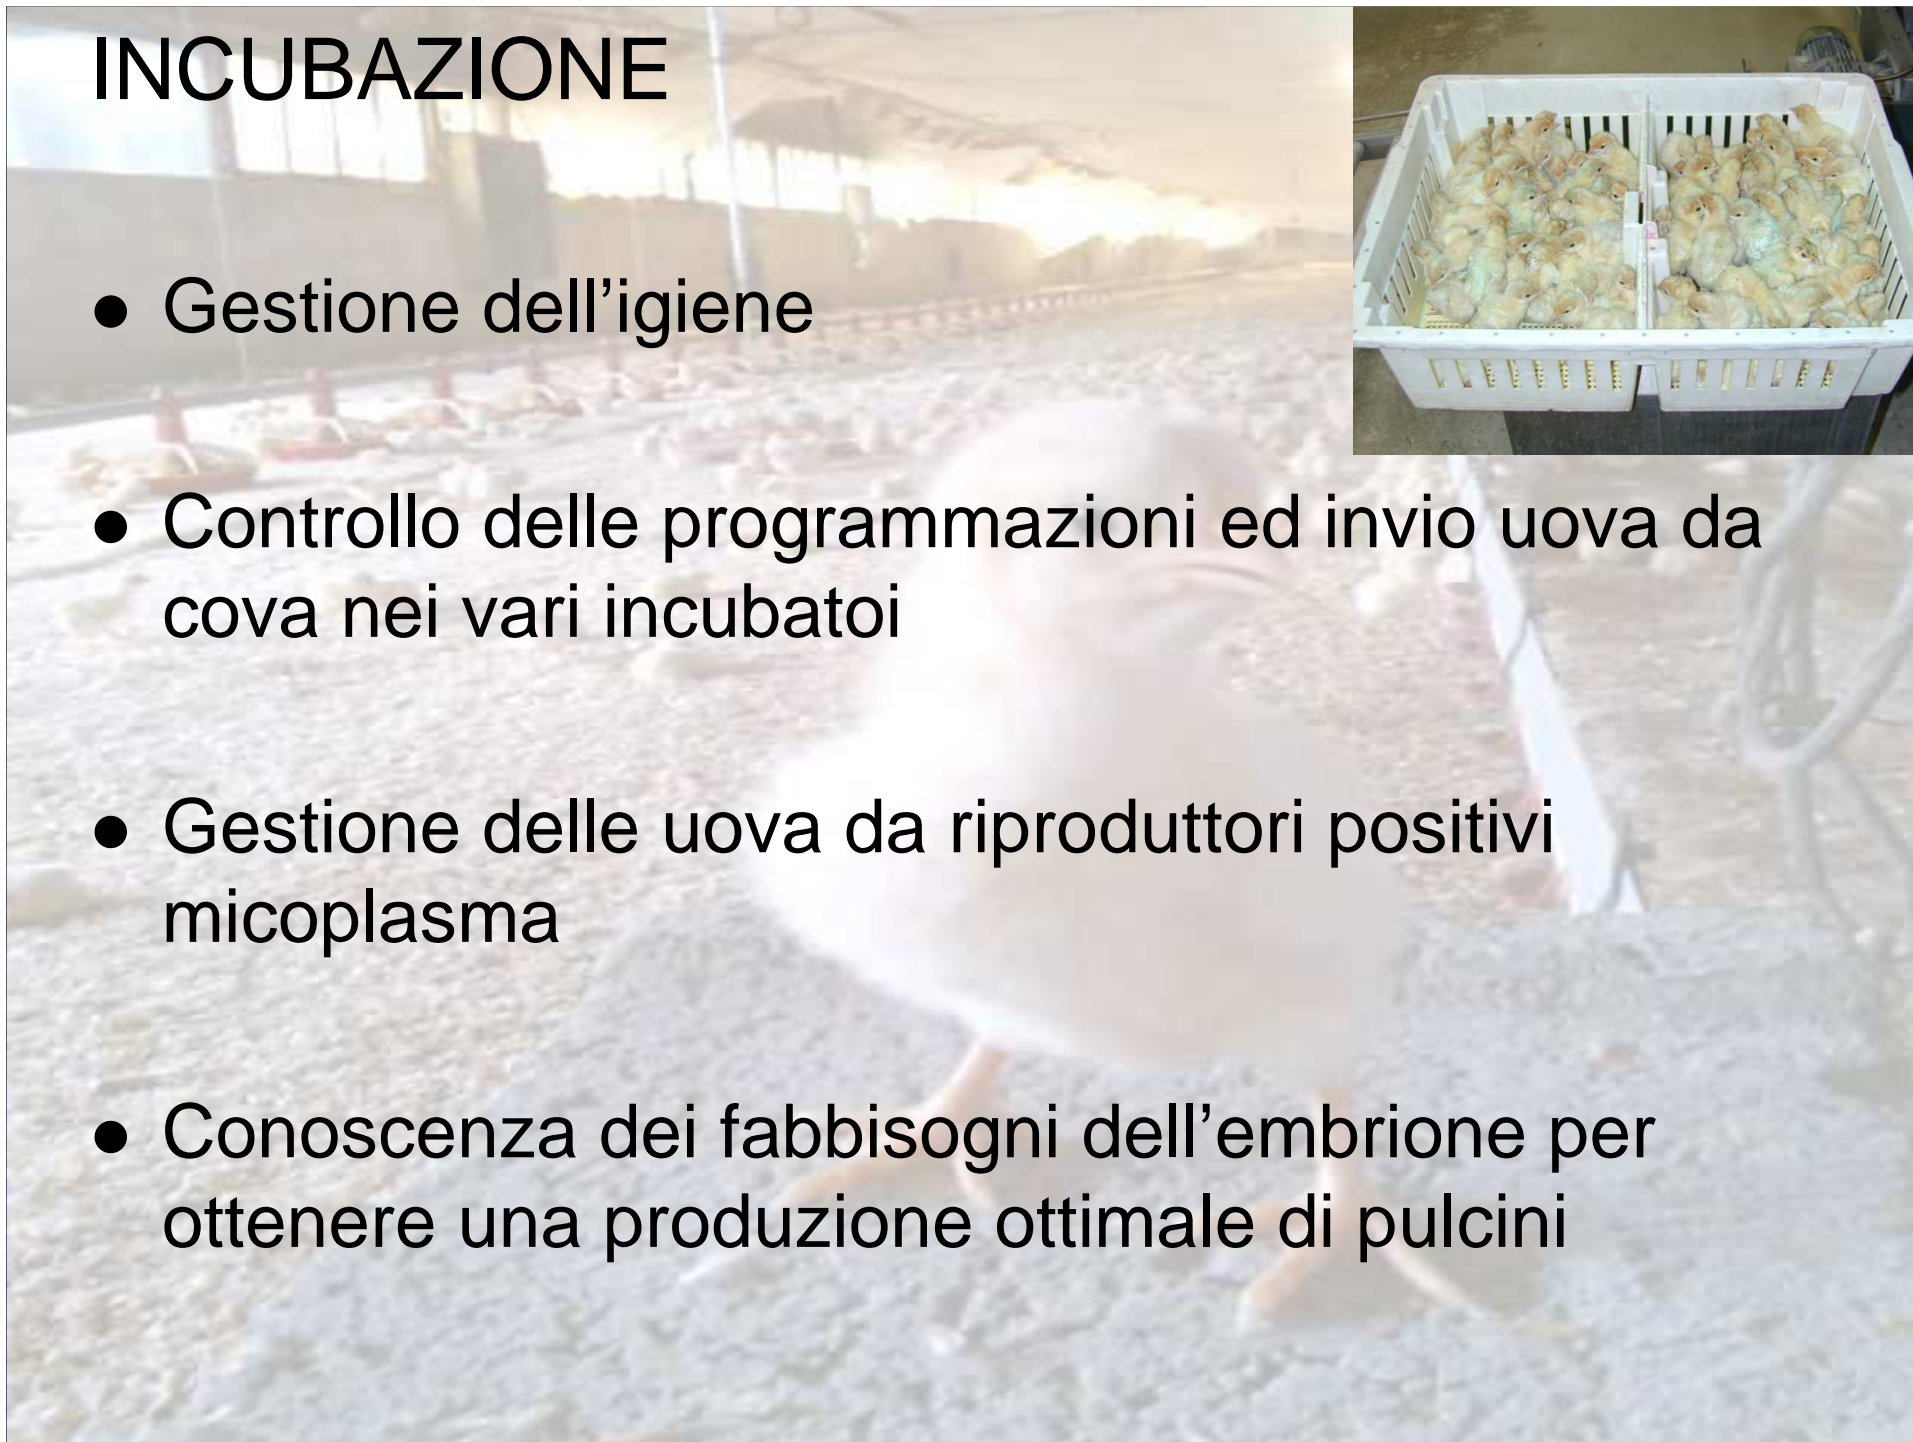 INCUBAZIONE
● Gestione dell’igiene
● Controllo delle programmazioni ed invio uova da
cova nei vari incubatoi
● Gestione delle uova da riproduttori positivi
micoplasma
● Conoscenza dei fabbisogni dell’embrione per
ottenere una produzione ottimale di pulcini